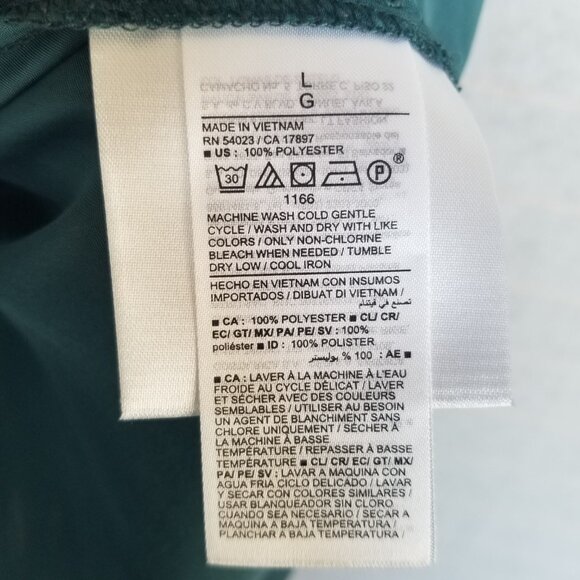 L
G
MADE IN VIETNAM
RN 54023 / CA 17897
■ US : 100% POLYESTER
30 P ®
1166
MACHINE WASH COLD GENTLE
CYCLE / WASH AND DRY WITH LIKE
COLORS / ONLY NON-CHLORINE
BLEACH WHEN NEEDED / TUMBLE
DRY LOW / COOL IRON
HECHO EN VIETNAM CON INSUMOS
IMPORTADOS / DIBUAT DI VIETNAM /
تصنع في فيتنام
■ CA : 100% POLYESTER ■ CL/ CR/
EC/ GT/ MX/ PA/ PE/ SV : 100%
poliéster ■ ID : 100% POLISTER
100 % بوليستر : AE ■
■ CA : LAVER À LA MACHINE À L'EAU
FROIDE AU CYCLE DÉLICAT / LAVER
ET SÉCHER AVEC DES COULEURS
SEMBLABLES / UTILISER AU BESOIN
UN AGENT DE BLANCHIMENT SANS
CHLORE UNIQUEMENT / SÉCHER À
LA MACHINE À BASSE
TEMPÉRATURE / REPASSER À BASSE
TEMPÉRATURE ■ CL/ CR/ EC/ GT/ MX/
PA/ PE/ SV : LAVAR A MAQUINA CON
AGUA FRIA CICLO DELICADO / LAVAR
Y SECAR CON COLORES SIMILARES /
USAR BLANQUEADOR SIN CLORO
CUANDO SEA NECESARIO / SECAR A
MAQUINA A BAJA TEMPERATURA /
PLANCHAR A BAJA TEMPERATURA